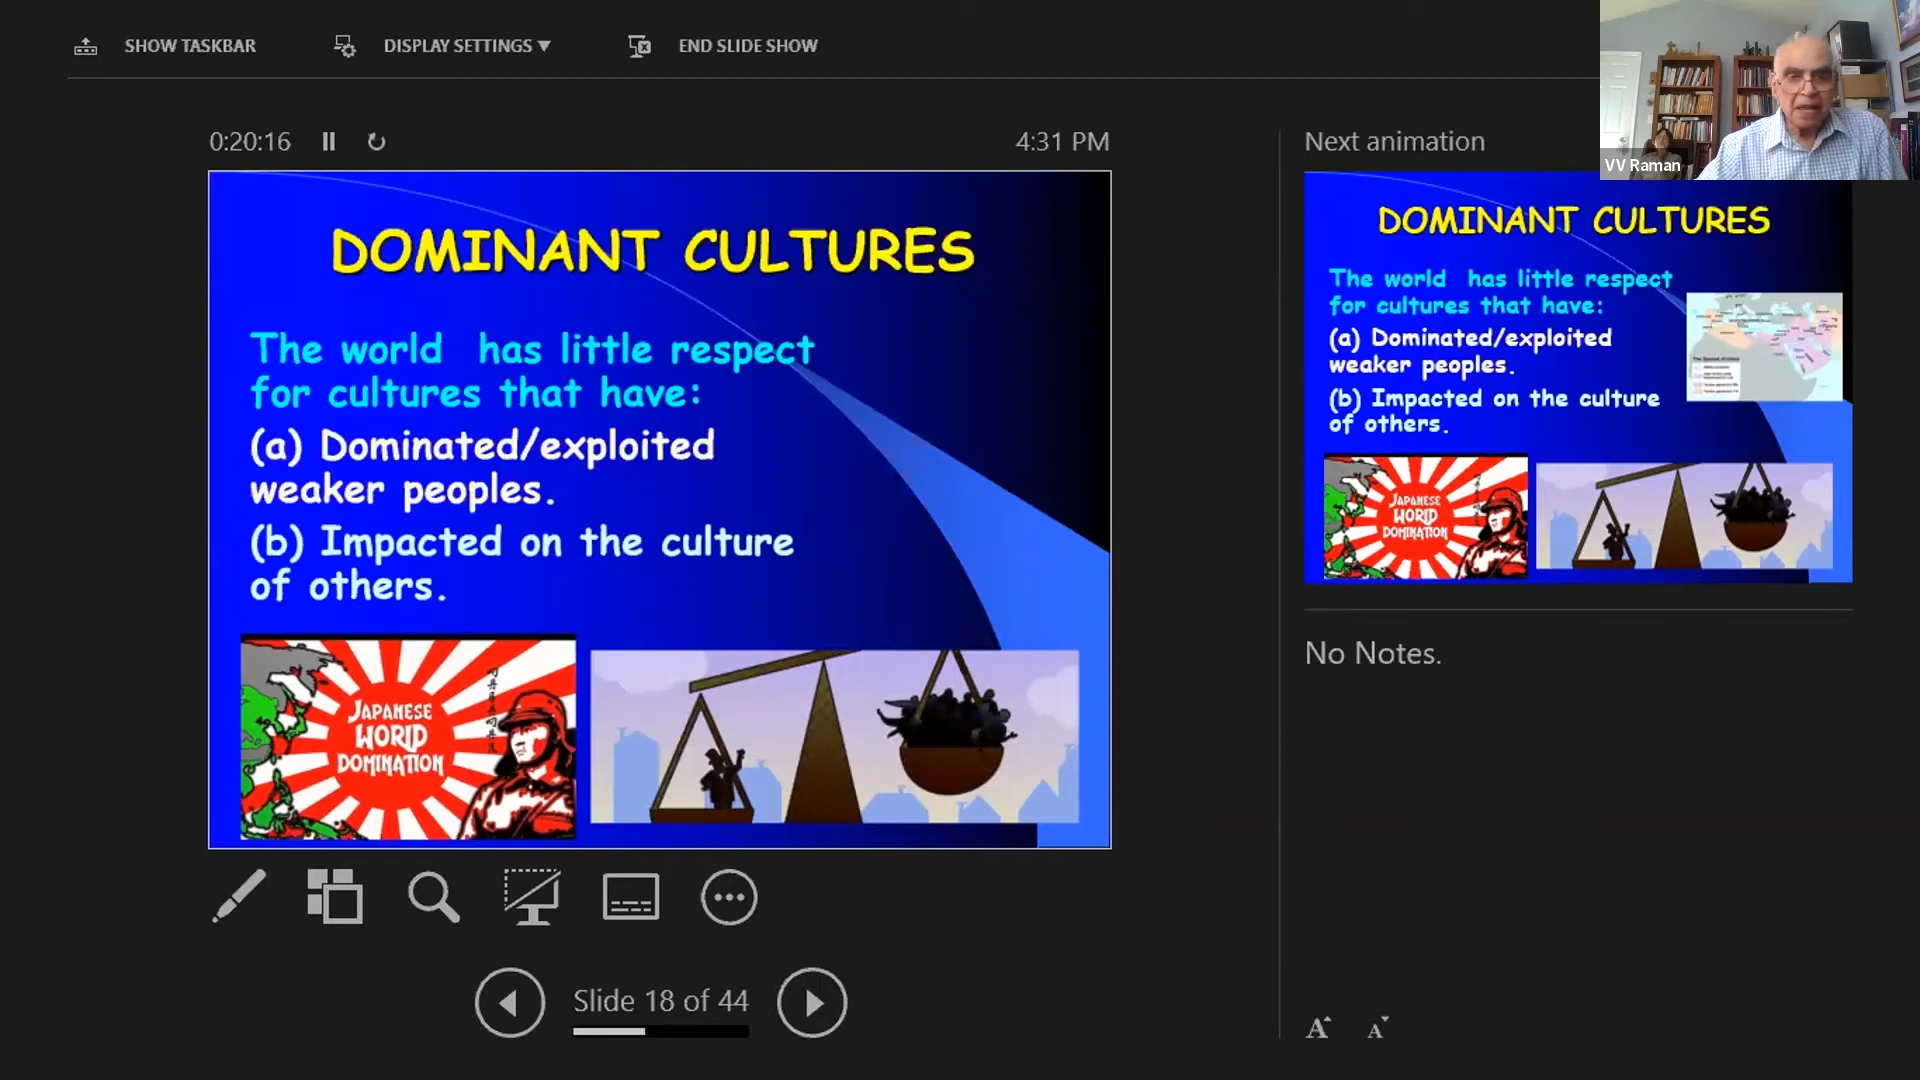 SHOW TASKBAR
DISPLAY SETTINGS ▼
END SLIDE SHOW
VV Raman
0:20:16
4:31 PM
Next animation
DOMINANT CULTURES
The world has little respect
for cultures that have:
(a) Dominated/exploited
weaker peoples.
(b) Impacted on the culture
of others.
JAPANESE
WORLD
DOMINATION
DOMINANT CULTURES
The world has little respect
for cultures that have:
(a) Dominated/exploited
weaker peoples.
(b) Impacted on the culture
of others.
JAPANESE
WORLD
DOMINATION
No Notes.
Slide 18 of 44
A A